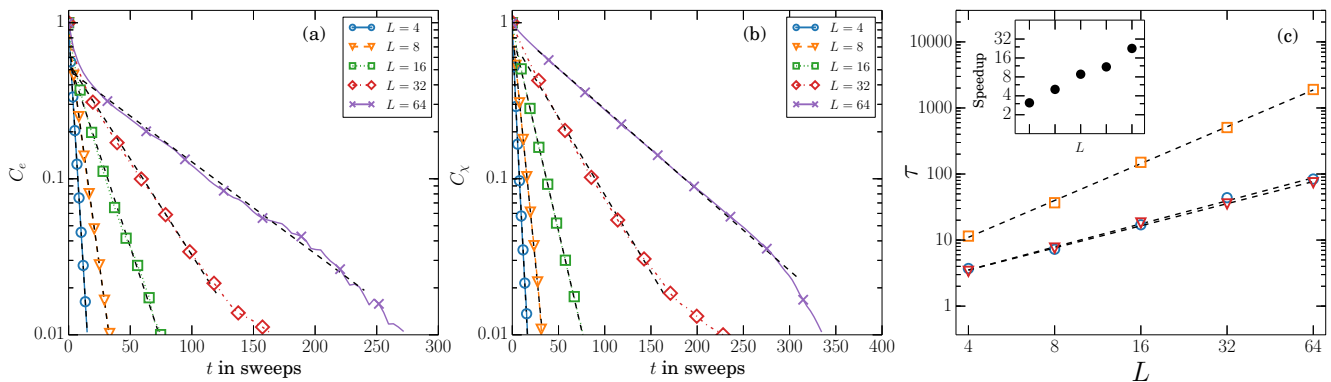 (a)
L = 4
L = 8
L = 16
L = 32
L = 64
1
0.1
0.01
C_e
0 50 100 150 200 250 300
t in sweeps
(b)
L = 4
L = 8
L = 16
L = 32
L = 64
1
0.1
0.01
C_χ
0 50 100 150 200 250 300 350 400
t in sweeps
(c)
10000
1000
100
10
1
τ
4 8 16 32 64
L
32
16
8
4
2
Speedup
L